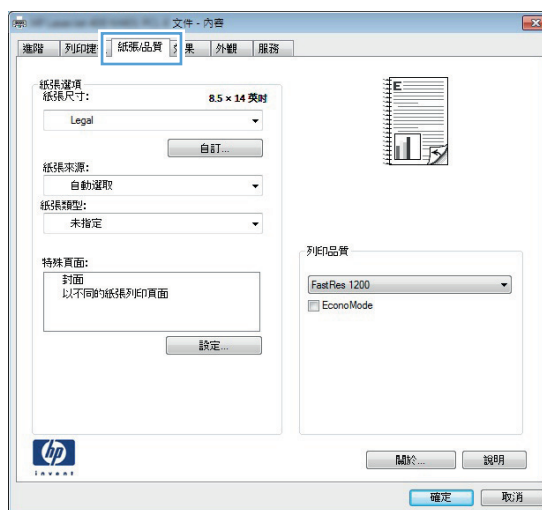 文件 - 內容
進階 列印捷 紙張/品質 效果 外觀 服務
紙張選項
紙張尺寸: 8.5 × 14 英吋
Legal
自訂...
紙張來源:
自動選取
紙張類型:
未指定
特殊頁面:
封面
以不同的紙張列印頁面
設定...
E
列印品質
FastRes 1200
EconoMode
hp
invent
關於... 說明
確定 取消